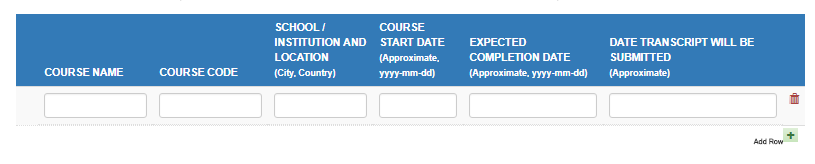 COURSE NAME
COURSE CODE
SCHOOL /
INSTITUTION AND
LOCATION
(City, Country)
COURSE
START DATE
(Approximate,
yyyy-mm-dd)
EXPECTED
COMPLETION DATE
(Approximate, yyyy-mm-dd)
DATE TRANSCRIPT WILL BE
SUBMITTED
(Approximate)
Add Row